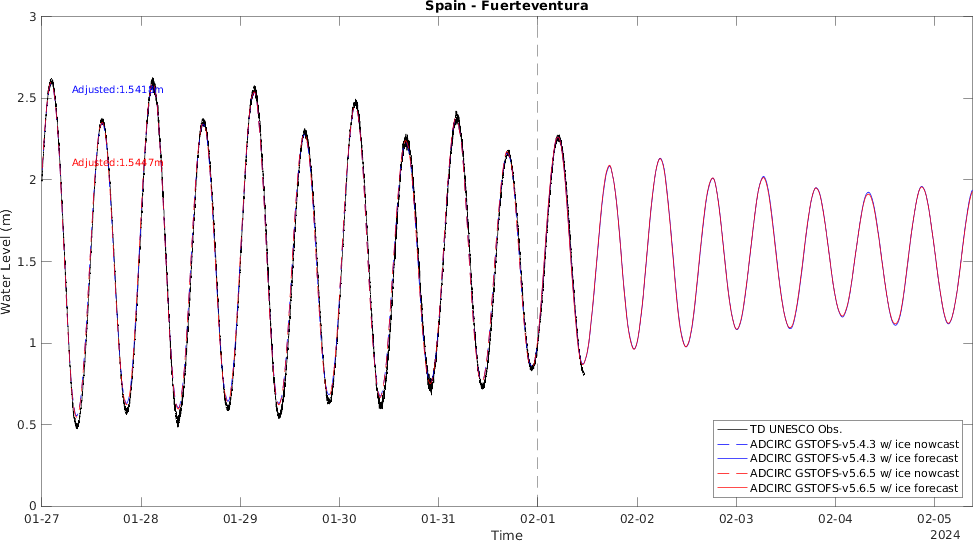 Spain - Fuerteventura
3
2.5
2
1.5
1
0.5
0
Water Level (m)
Adjusted:1.5447m
01-27
01-28
01-29
01-30
01-31
02-01
02-02
02-03
02-04
02-05
Time
2024
TD UNESCO Obs.
ADCIRC GSTOFS-v5.4.3 w/ ice nowcast
ADCIRC GSTOFS-v5.4.3 w/ ice forecast
ADCIRC GSTOFS-v5.6.5 w/ ice nowcast
ADCIRC GSTOFS-v5.6.5 w/ ice forecast